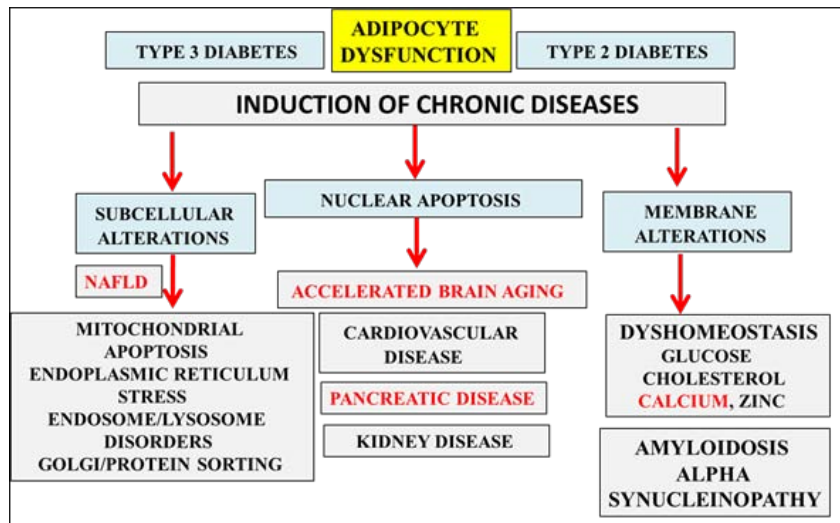 TYPE 3 DIABETES
ADIPOCYTE
DYSFUNCTION
TYPE 2 DIABETES
INDUCTION OF CHRONIC DISEASES
SUBCELLULAR
ALTERATIONS
NUCLEAR APOPTOSIS
MEMBRANE
ALTERATIONS
NAFLD
MITOCHONDRIAL
APOPTOSIS
ENDOPLASMIC RETICULUM
STRESS
ENDOSOME/LYSOSOME
DISORDERS
GOLGI/PROTEIN SORTING
ACCELERATED BRAIN AGING
CARDIOVASCULAR
DISEASE
PANCREATIC DISEASE
KIDNEY DISEASE
DYSHOMEOSTASIS
GLUCOSE
CHOLESTEROL
CALCIUM, ZINC
AMYLOIDOSIS
ALPHA
SYNUCLEINOPATHY